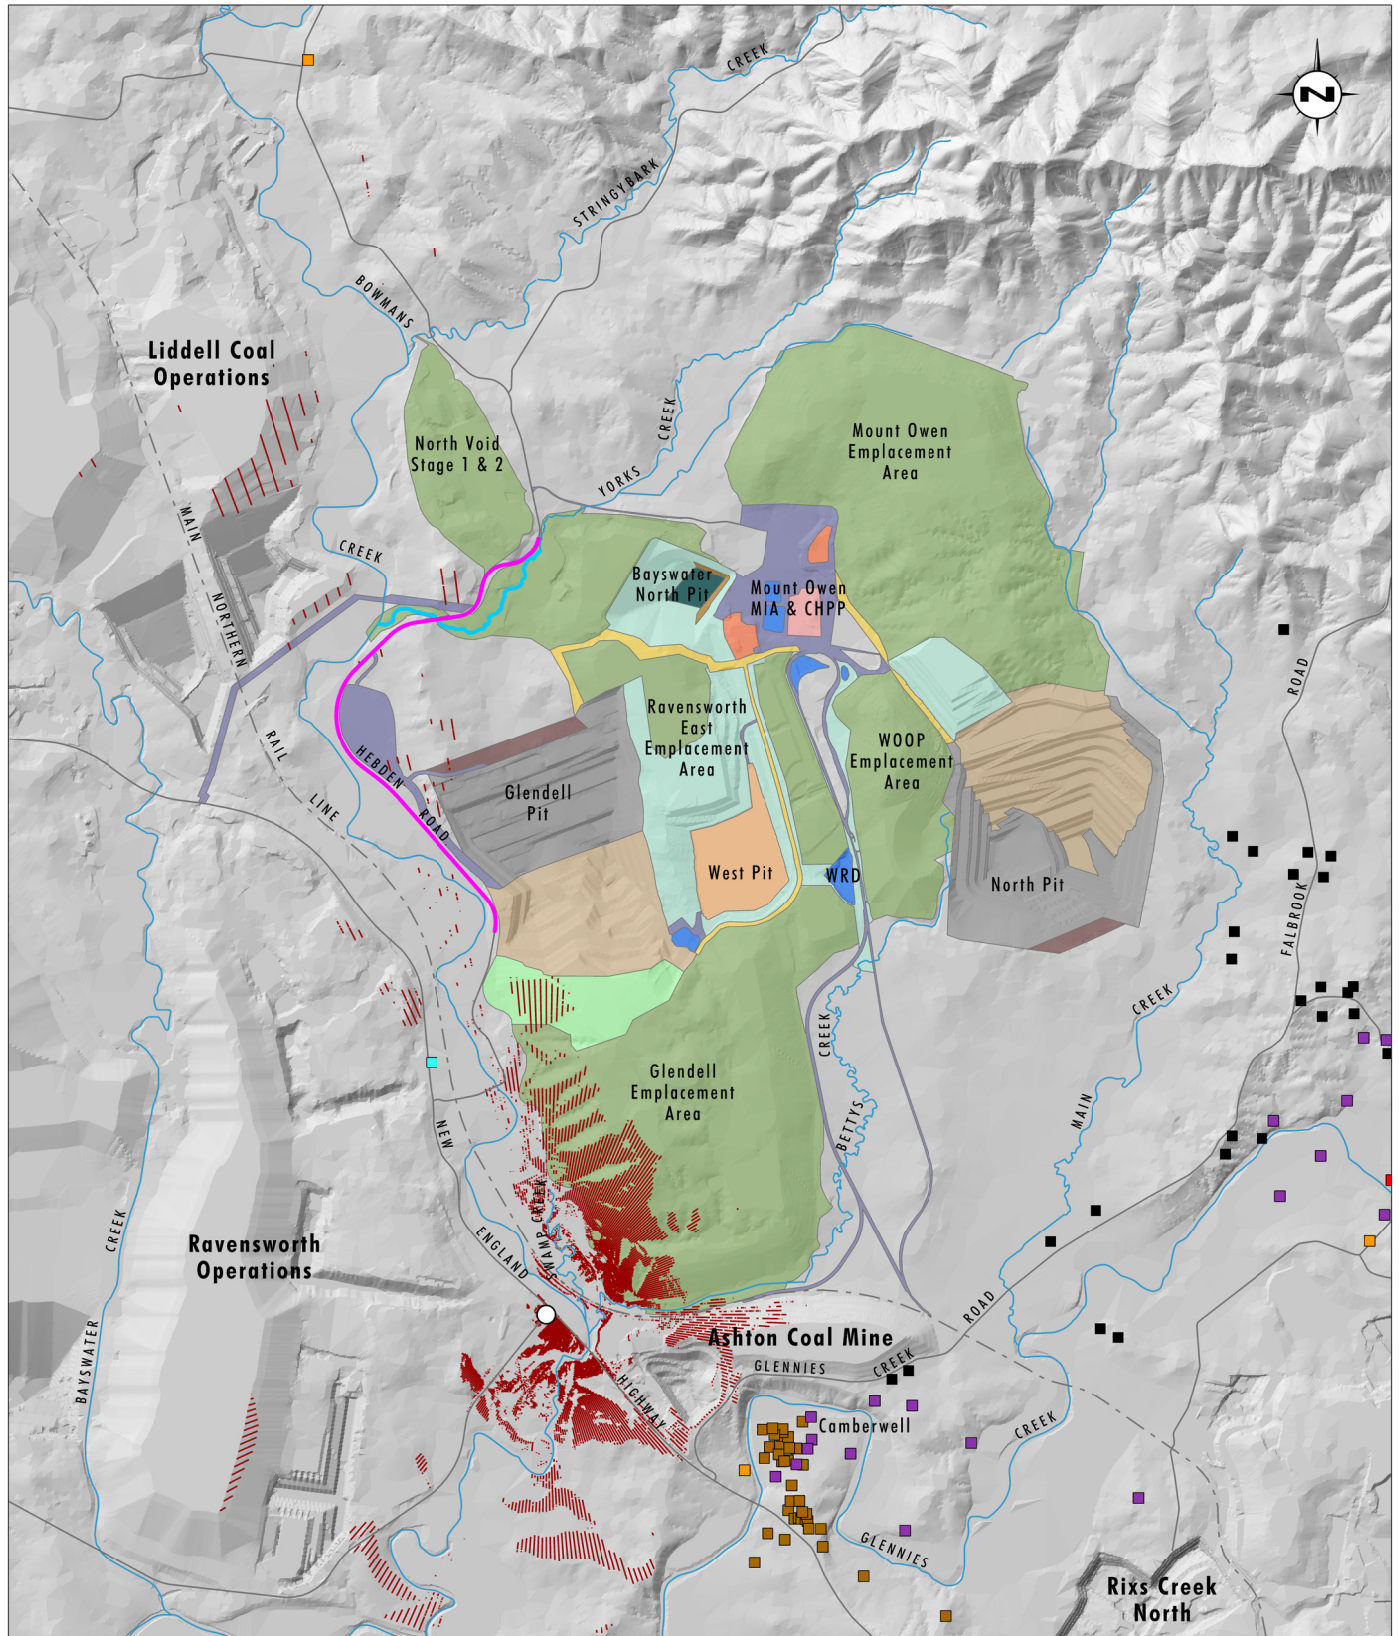 CREEK
N
STRINGYBARK
BOWMANS
Liddell Coal
Operations
CREEK
North Void
Stage 1 & 2
YORKS
Mount Owen
Emplacement
Area
MAIN
NORTHERN
RAIL
LINE
CREEK
Bayswater
North Pit
Mount Owen
MIA & CHPP
ROAD
FALBROOK
Ravensworth
East
Emplacement
Area
WOOP
Emplacement
Area
HEBDEN
ROAD
Glendell
Pit
West Pit
WRD
North Pit
CREEK
MAIN
CREEK
BETTYS
Glendell
Emplacement
Area
NEW
ENGLAND
HIGHWAY
SWAMP CREEK
CREEK
BAYSWATER
Ravensworth
Operations
ROAD
Ashton Coal Mine
GLENNIES
CREEK
Camberwell
CREEK
GLENNIES
Rixs Creek
North